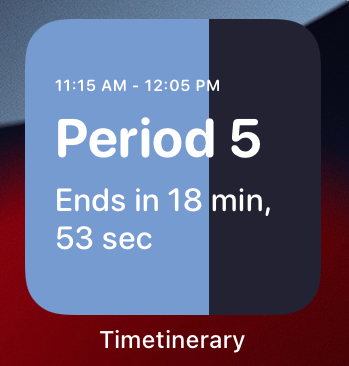 11:15 AM - 12:05 PM
Period 5
Ends in 18 min,
53 sec
Timetinerary